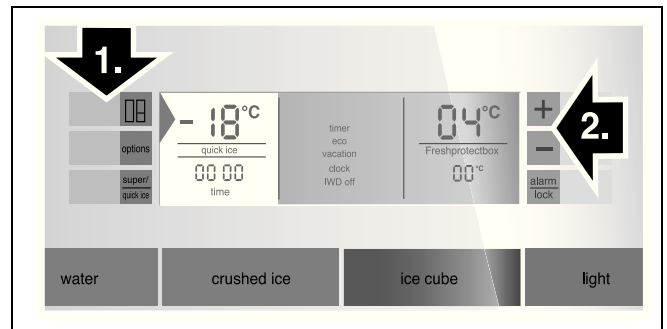 1.
2.
options
super/
quick ice
- 18°C
quick ice
00 00
time
timer
eco
vacation
clock
IWD off
04°C
Freshprotectbox
00°C
+
-
alarm
lock
water
crushed ice
ice cube
light